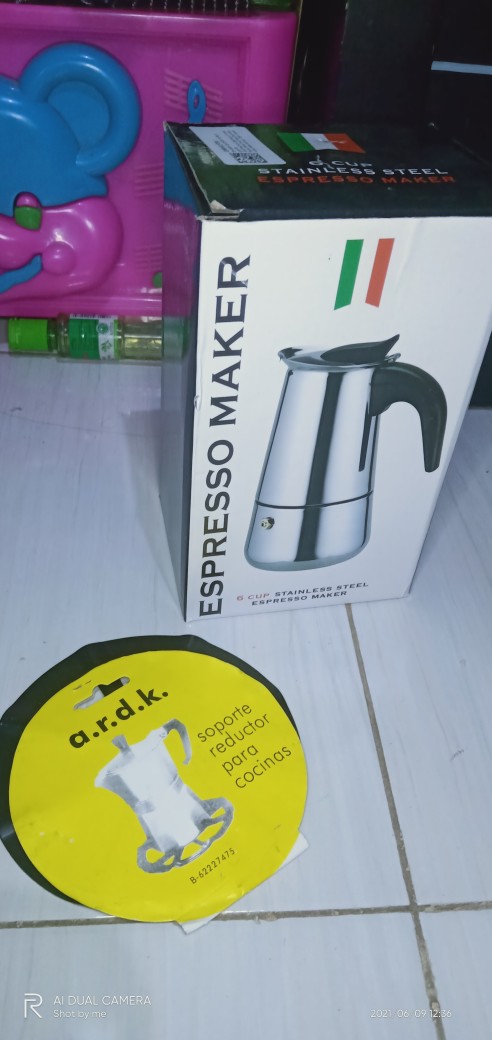 6 CUP
STAINLESS STEEL
ESPRESSO MAKER
ESPRESSO MAKER
6 CUP STAINLESS STEEL
ESPRESSO MAKER
a.r.d.k.
soporte
reductor
para
cocinas
B-62227475
AI DUAL CAMERA
Shot by me
2021 06 09 12:36